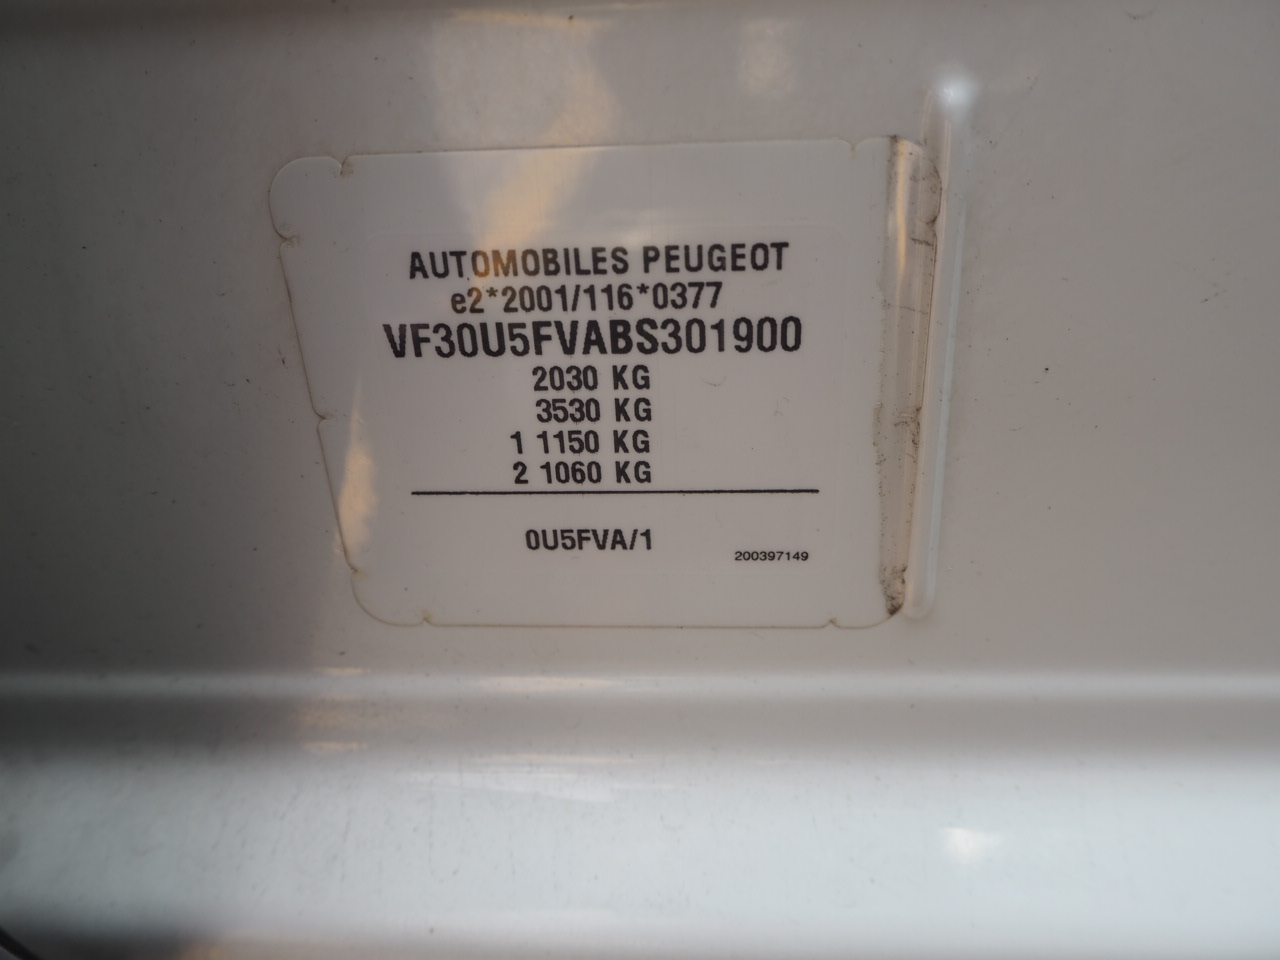 AUTOMOBILES PEUGEOT
e2*2001/116*0377
VF30U5FVABS301900
2030 KG
3530 KG
1 1150 KG
2 1060 KG
0U5FVA/1
200397149